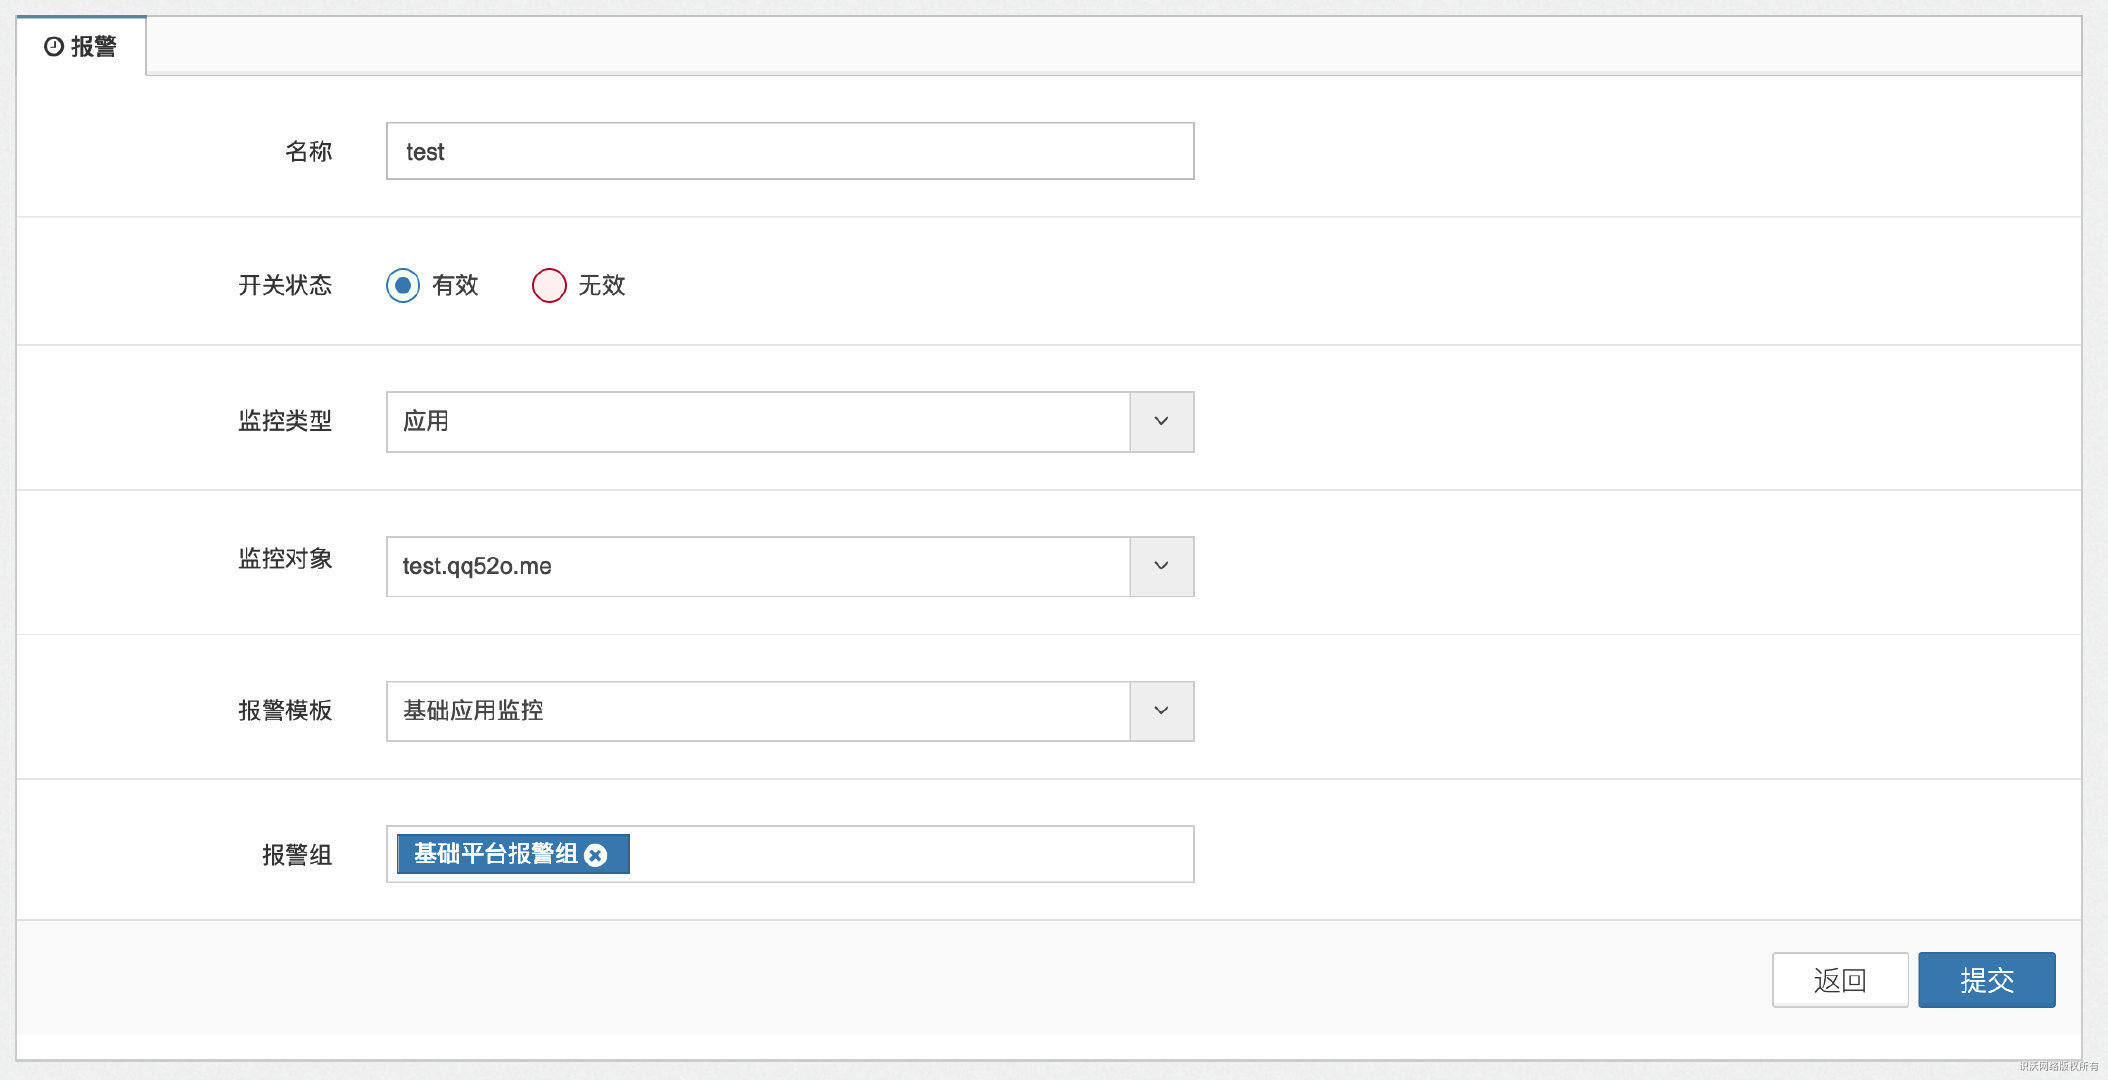 报警
名称 test
开关状态 有效 无效
监控类型 应用
监控对象 test.qq52o.me
报警模板 基础应用监控
报警组 基础平台报警组
返回 提交
识沃网络版权所有